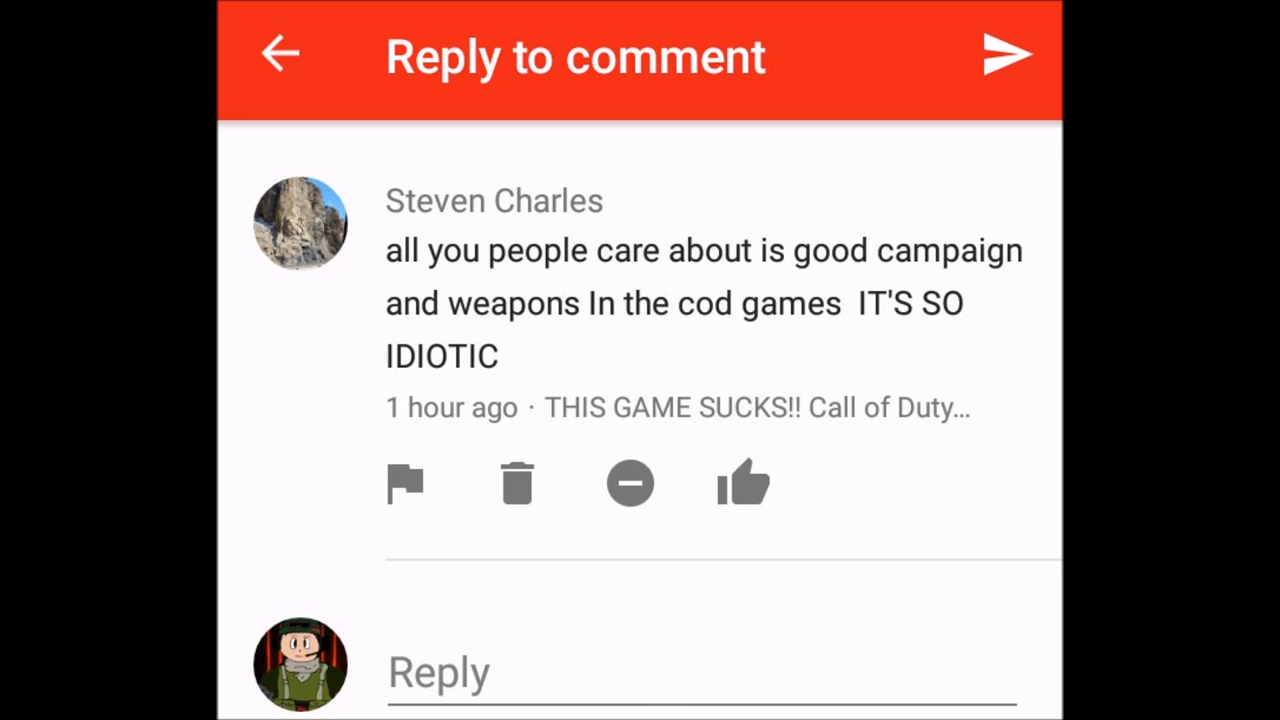 Reply to comment
Steven Charles
all you people care about is good campaign
and weapons In the cod games  IT'S SO
IDIOTIC
1 hour ago · THIS GAME SUCKS!! Call of Duty...
Reply